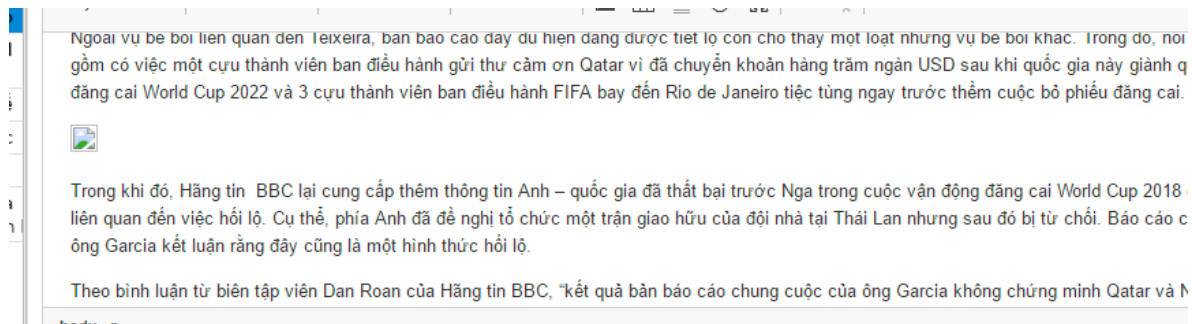 Ngoài vụ bê bối liên quan đến Teixeira, bản báo cáo đầy đủ hiện đang được tiết lộ còn cho thấy một loạt những vụ bê bối khác. Trong đó, nổi
gồm có việc một cựu thành viên ban điều hành gửi thư cảm ơn Qatar vì đã chuyển khoản hàng trăm ngàn USD sau khi quốc gia này giành
đăng cai World Cup 2022 và 3 cựu thành viên ban điều hành FIFA bay đến Rio de Janeiro tiệc tùng ngay trước thềm cuộc bỏ phiếu đăng cai.
Trong khi đó, Hãng tin BBC lại cung cấp thêm thông tin Anh – quốc gia đã thất bại trước Nga trong cuộc vận động đăng cai World Cup 2018
liên quan đến việc hối lộ. Cụ thể, phía Anh đã đề nghị tổ chức một trận giao hữu của đội nhà tại Thái Lan nhưng sau đó bị từ chối. Báo cáo
ông Garcia kết luận rằng đây cũng là một hình thức hối lộ.
Theo bình luận từ biên tập viên Dan Roan của Hãng tin BBC, “kết quả bản báo cáo chung cuộc của ông Garcia không chứng minh Qatar và